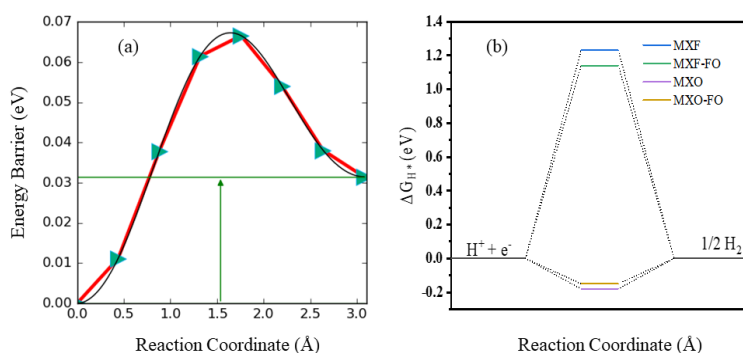 (a)
Energy Barrier (eV)
0.07
0.06
0.05
0.04
0.03
0.02
0.01
0.00
0.0 0.5 1.0 1.5 2.0 2.5 3.0
Reaction Coordinate (Å)
(b)
MXF
MXF-FO
MXO
MXO-FO
ΔG_H* (eV)
1.4
1.2
1.0
0.8
0.6
0.4
0.2
0.0
-0.2
H⁺ + e⁻
1/2 H₂
Reaction Coordinate (Å)